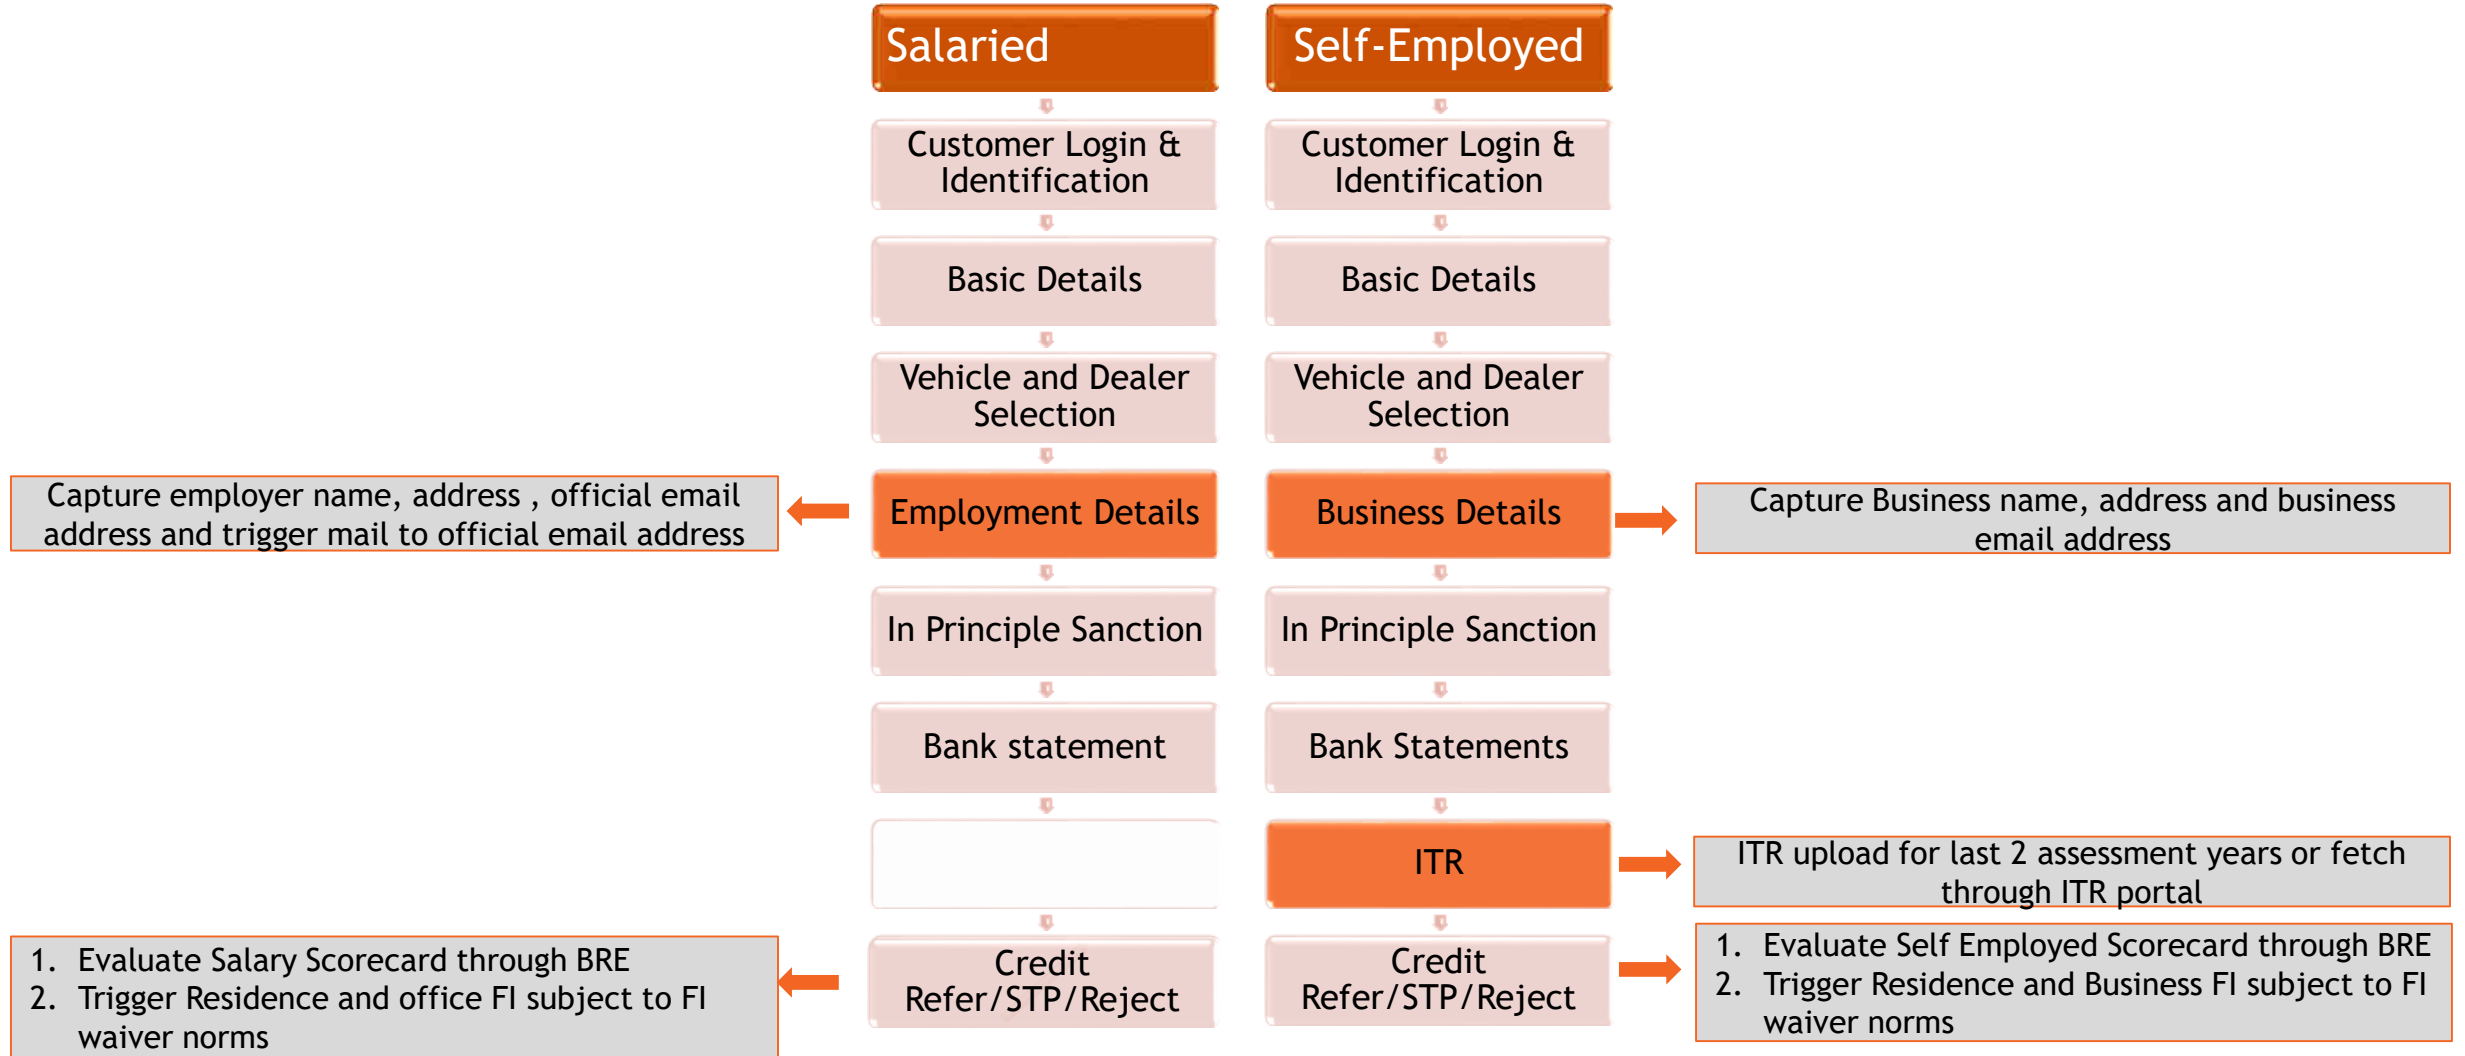 Salaried
Self-Employed
Customer Login &
Identification
Customer Login &
Identification
Basic Details
Basic Details
Vehicle and Dealer
Selection
Vehicle and Dealer
Selection
Capture employer name, address , official email
address and trigger mail to official email address
Employment Details
Business Details
Capture Business name, address and business
email address
In Principle Sanction
In Principle Sanction
Bank statement
Bank Statements
ITR
ITR upload for last 2 assessment years or fetch
through ITR portal
1. Evaluate Salary Scorecard through BRE
2. Trigger Residence and office FI subject to FI
waiver norms
Credit
Refer/STP/Reject
Credit
Refer/STP/Reject
1. Evaluate Self Employed Scorecard through BRE
2. Trigger Residence and Business FI subject to FI
waiver norms